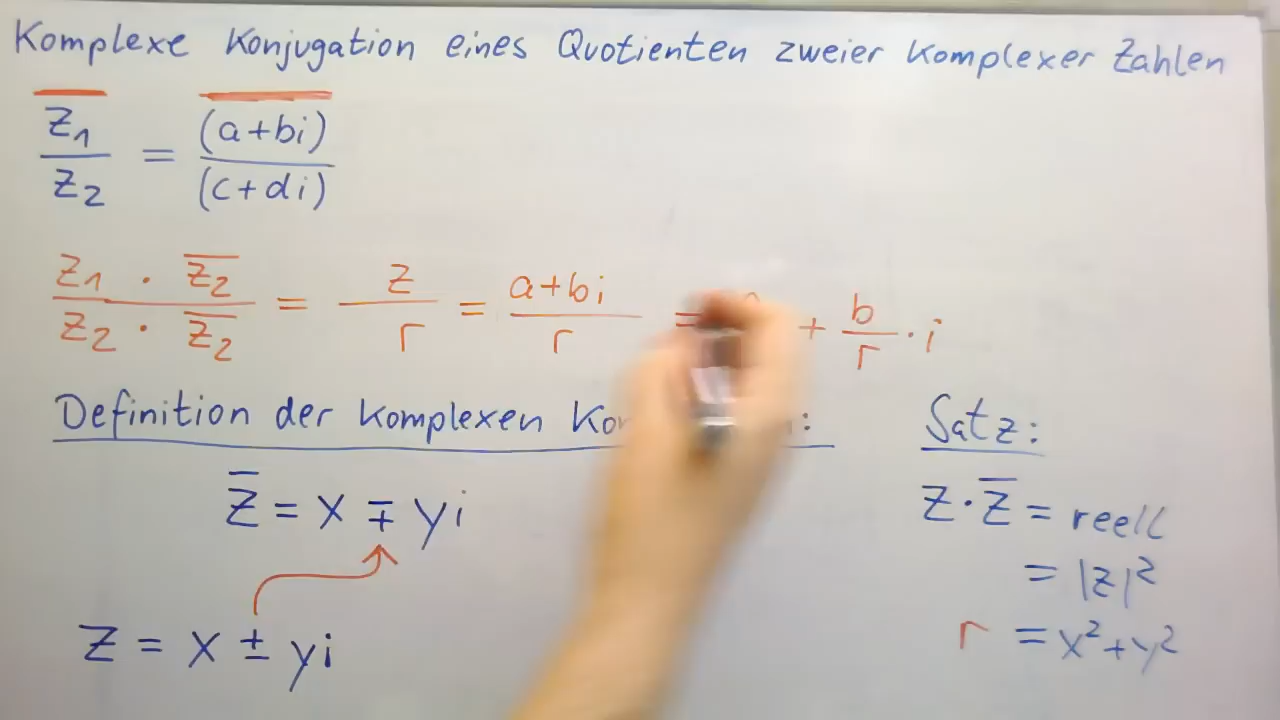 Komplexe Konjugation eines Quotienten zweier Komplexer Zahlen
z₁/z₂ = (a+bi)/(c+di)
z₁ · z̅₂ / z₂ · z̅₂ = z/r = a+bi/r = + b/r · i
Definition der Komplexen :
z̅ = x ∓ yi
z = x ± yi
Satz:
z · z̅ = reell
= |z|²
r = x² + y²